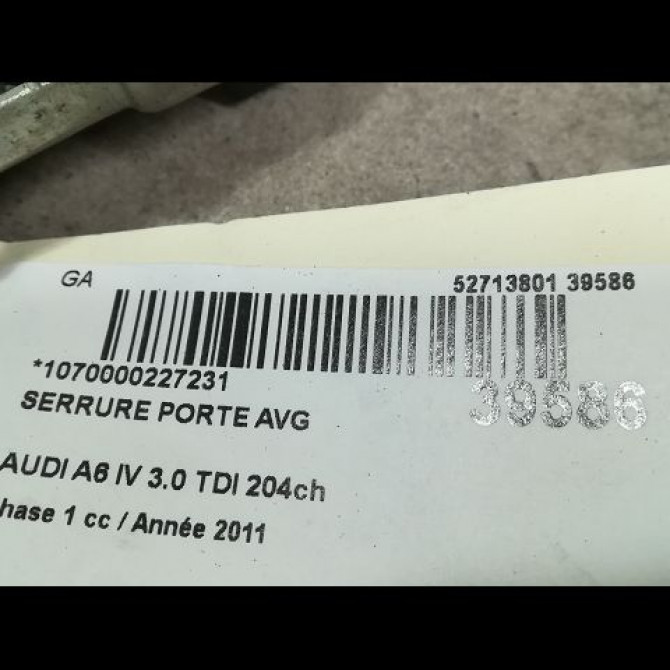 GA 52713801 39586
*1070000227231
39586
SERRURE PORTE AVG
AUDI A6 IV 3.0 TDI 204ch
hase 1 cc / Année 2011